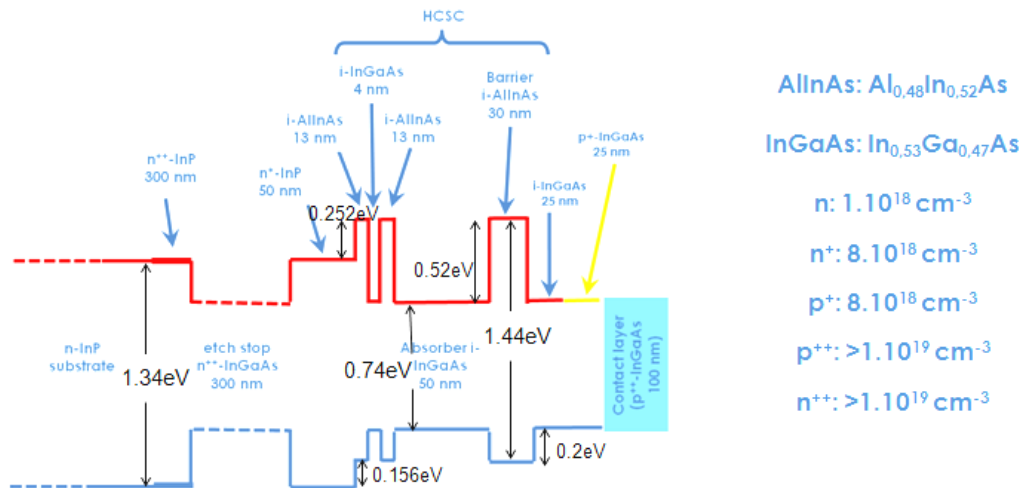 HCSC
i-InGaAs
4 nm
Barrier
i-AlInAs
30 nm
i-AlInAs
13 nm
i-AlInAs
13 nm
p+-InGaAs
25 nm
n⁺⁺-InP
300 nm
n⁺-InP
50 nm
i-InGaAs
25 nm
0.252eV
0.52eV
n-InP
substrate
1.34eV
etch stop
n⁺⁺-InGaAs
300 nm
0.74eV
Absorber i-
InGaAs
50 nm
1.44eV
Contact layer
(p⁺⁺-InGaAs
100 nm)
0.156eV
0.2eV
AlInAs: Al₀,₄₈In₀,₅₂As
InGaAs: In₀,₅₃Ga₀,₄₇As
n: 1.10¹⁸ cm⁻³
n⁺: 8.10¹⁸ cm⁻³
p⁺: 8.10¹⁸ cm⁻³
p⁺⁺: >1.10¹⁹ cm⁻³
n⁺⁺: >1.10¹⁹ cm⁻³